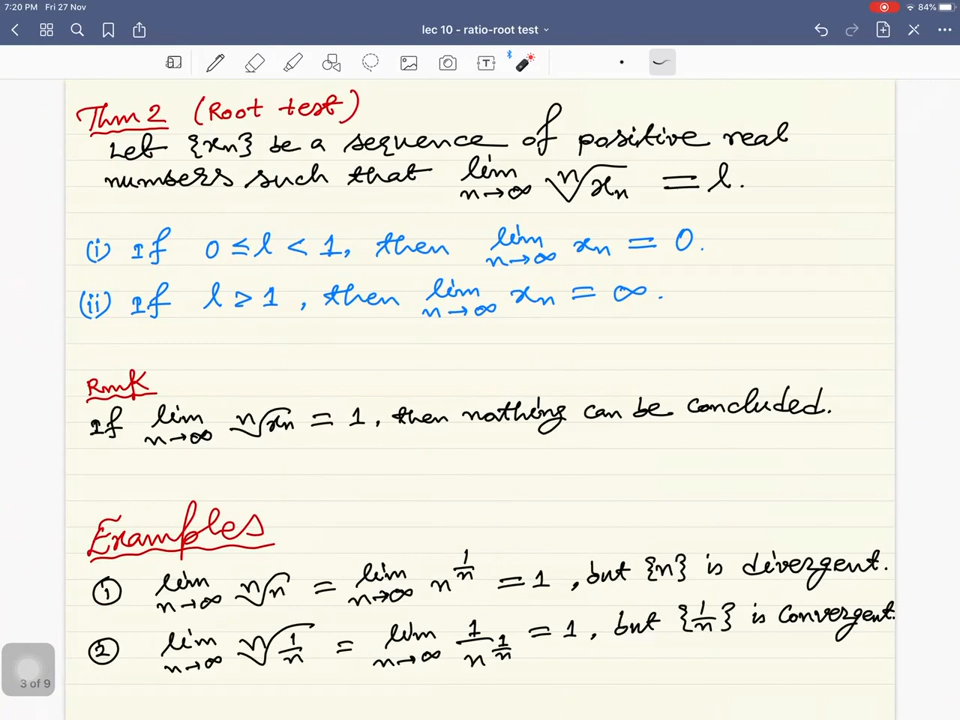 7:20 PM Fri 27 Nov
84%
lec 10 - ratio-root test
Thm 2 (Root test)
Let {xn} be a sequence of positive real
numbers such that lim n→∞ ⁿ√xn = l.
(i) If 0 ≤ l < 1, then lim n→∞ xn = 0.
(ii) If l > 1, then lim n→∞ xn = ∞.
Rmk
If lim n→∞ ⁿ√xn = 1, then nothing can be concluded.
Examples
① lim n→∞ ⁿ√n = lim n→∞ n^(1/n) = 1, but {n} is divergent.
② lim n→∞ ⁿ√(1/n) = lim n→∞ 1/n^(1/n) = 1, but {1/n} is convergent.
3 of 9